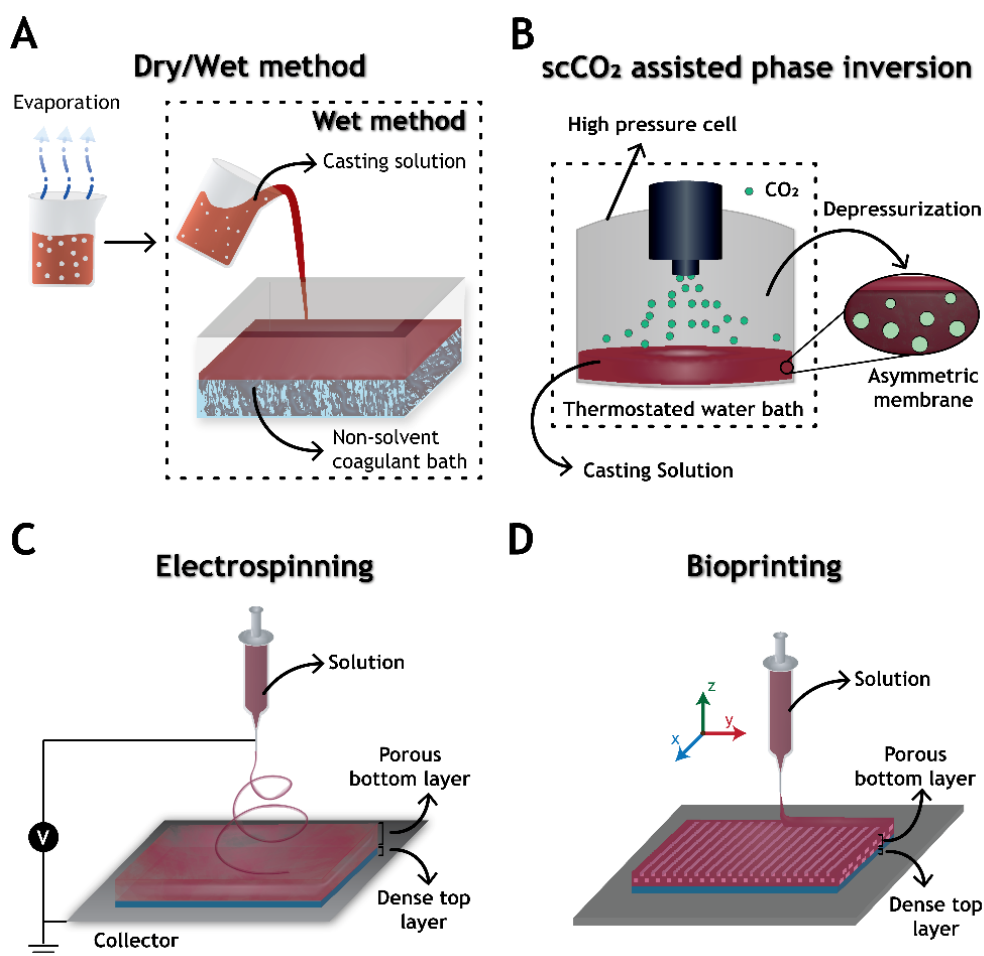 A
Dry/Wet method
Evaporation
Wet method
Casting solution
Non-solvent
coagulant bath
B
scCO₂ assisted phase inversion
High pressure cell
CO₂
Depressurization
Asymmetric
membrane
Thermostated water bath
Casting Solution
C
Electrospinning
Solution
Porous
bottom layer
V
Dense top
layer
Collector
D
Bioprinting
Solution
z
y
x
Porous
bottom layer
Dense top
layer